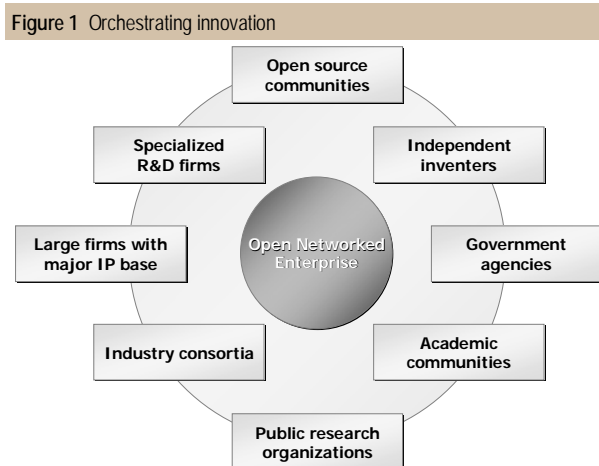 Figure 1 Orchestrating innovation
Open source
communities
Specialized
R&D firms
Independent
inventers
Large firms with
major IP base
Open Networked
Enterprise
Government
agencies
Industry consortia
Academic
communities
Public research
organizations